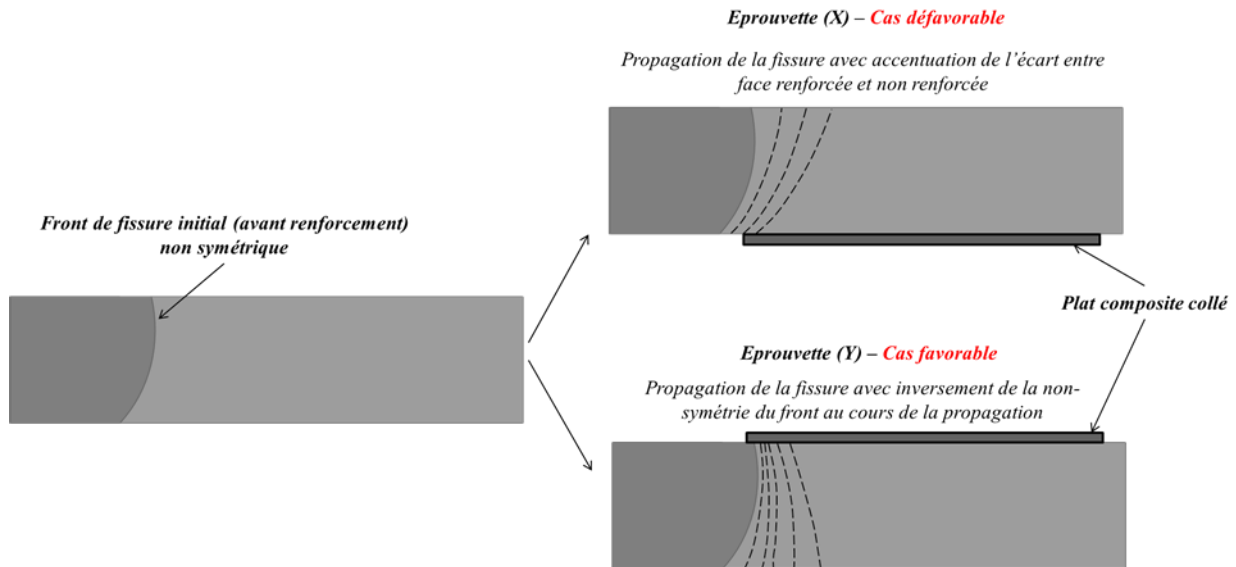 Eprouvette (X) – Cas défavorable
Propagation de la fissure avec accentuation de l'écart entre
face renforcée et non renforcée
Front de fissure initial (avant renforcement)
non symétrique
Plat composite collé
Eprouvette (Y) – Cas favorable
Propagation de la fissure avec inversement de la non-
symétrie du front au cours de la propagation